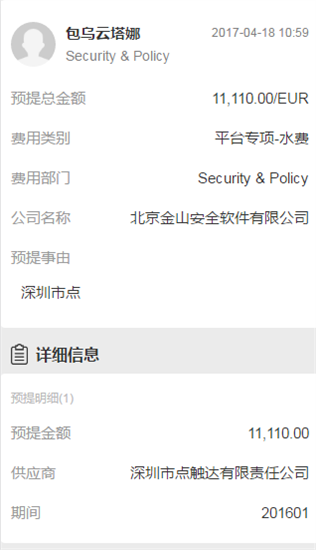 包乌云塔娜
2017-04-18 10:59
Security & Policy
预提总金额 11,110.00/EUR
费用类别 平台专项-水费
费用部门 Security & Policy
公司名称 北京金山安全软件有限公司
预提事由
深圳市点
详细信息
预提明细(1)
预提金额 11,110.00
供应商 深圳市点触达有限责任公司
期间 201601